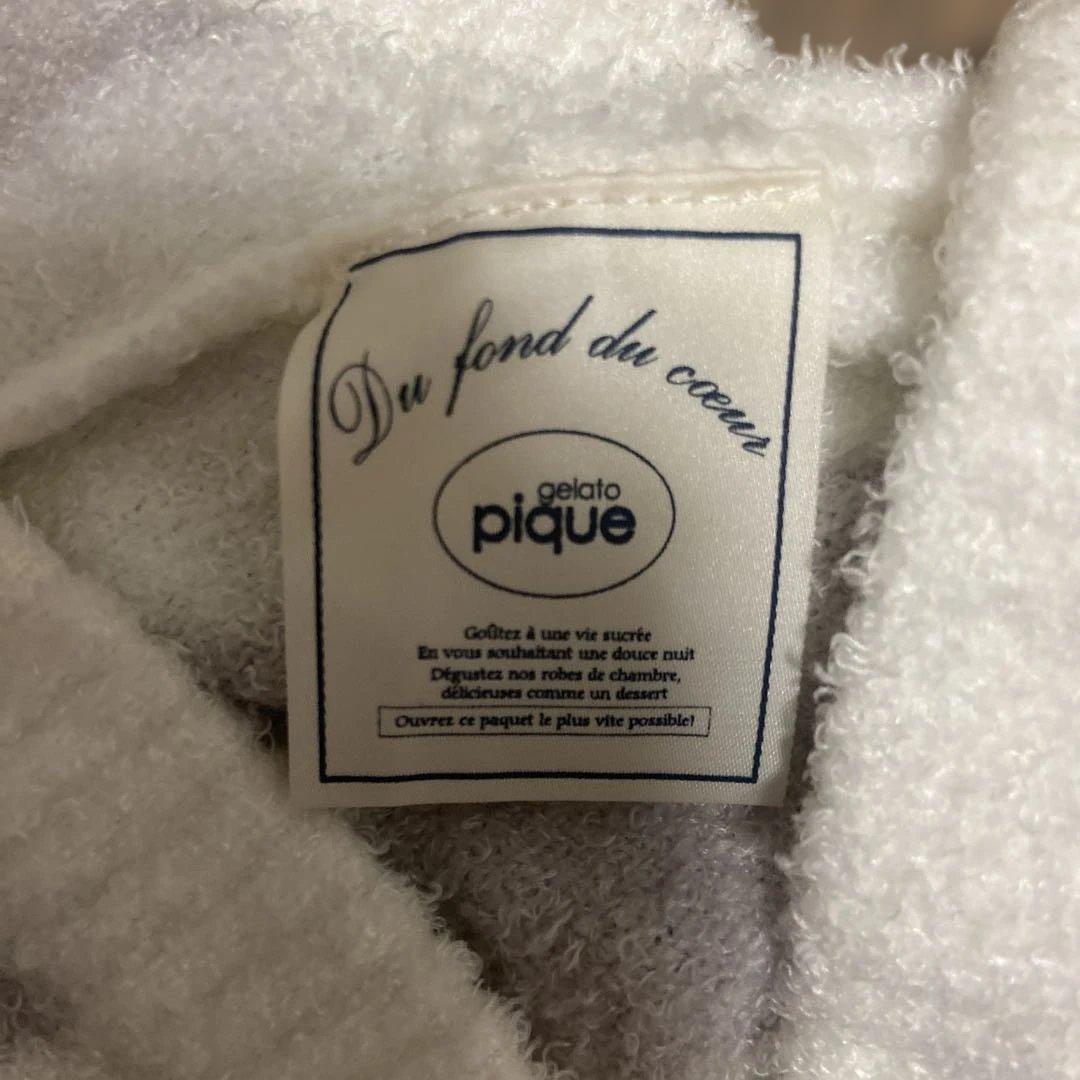 Du fond du cœur
gelato
pique
Goûtez à une vie sucrée
En vous souhaitant une douce nuit
Dégustez nos robes de chambre,
délicieuses comme un dessert
Ouvrez ce paquet le plus vite possible!